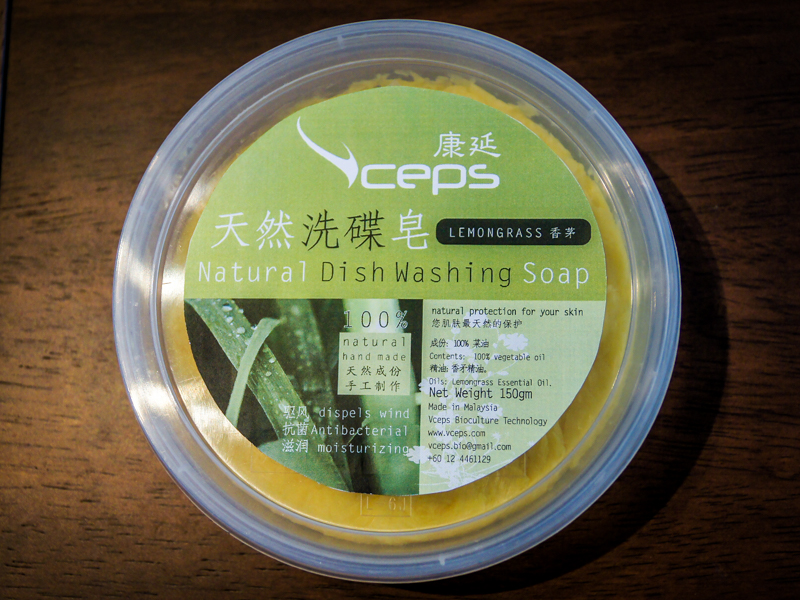 康延
Vceps
天然洗碟皂
LEMONGRASS 香茅
Natural Dish Washing Soap
100%
natural
hand made
天然成份
手工制作
驱风 dispels wind
抗菌 Antibacterial
滋润 moisturizing
natural protection for your skin
您肌肤最天然的保护
成份: 100% 菜油
Contents: 100% vegetable oil
精油: 香茅精油。
Oils: Lemongrass Essential Oil.
Net Weight 150gm
Made in Malaysia
Vceps Bioculture Technology
www.vceps.com
vceps.bio@gmail.com
+60 12 4461129